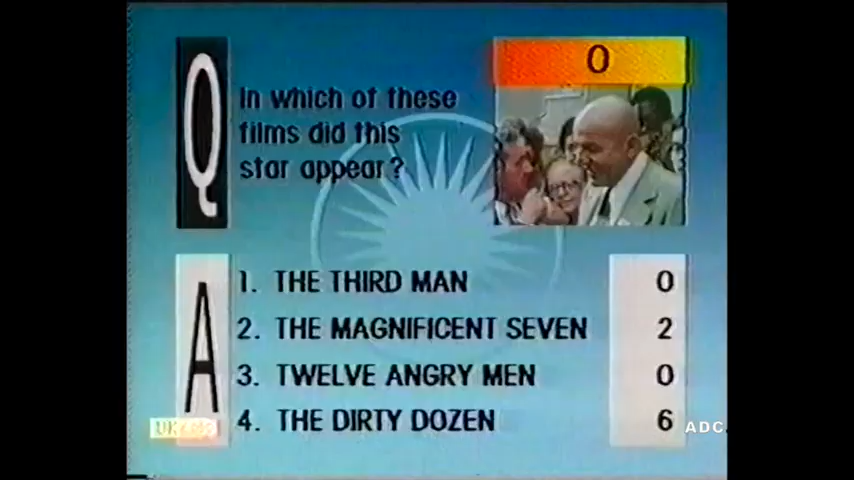 Q
In which of these
films did this
star appear?
0
A
1. THE THIRD MAN 0
2. THE MAGNIFICENT SEVEN 2
3. TWELVE ANGRY MEN 0
4. THE DIRTY DOZEN 6
UK
ADC